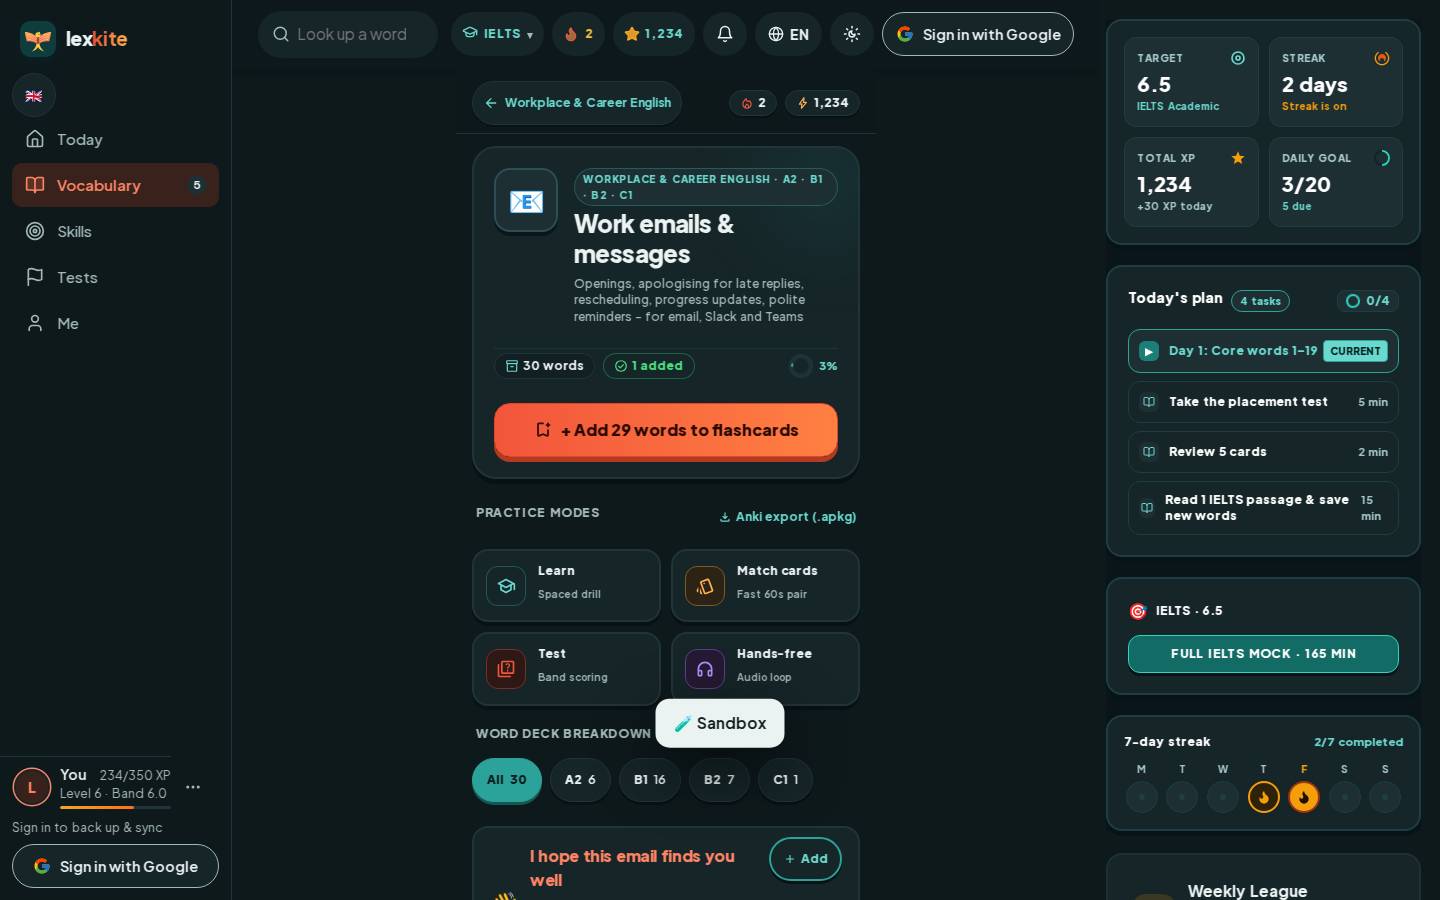 lexkite
Today
Vocabulary 5
Skills
Tests
Me
You 234/350 XP
L
Level 6 · Band 6.0
Sign in to back up & sync
Sign in with Google
Look up a word
IELTS ▾
2
1,234
EN
Sign in with Google
Workplace & Career English
2
1,234
WORKPLACE & CAREER ENGLISH · A2 · B1
· B2 · C1
Work emails &
messages
Openings, apologising for late replies,
rescheduling, progress updates, polite
reminders – for email, Slack and Teams
30 words
1 added
3%
+ Add 29 words to flashcards
PRACTICE MODES
Anki export (.apkg)
Learn
Spaced drill
Match cards
Fast 60s pair
Test
Band scoring
Hands-free
Audio loop
Sandbox
WORD DECK BREAKDOWN
All 30
A2 6
B1 16
B2 7
C1 1
I hope this email finds you
well
+ Add
TARGET
6.5
IELTS Academic
STREAK
2 days
Streak is on
TOTAL XP
1,234
+30 XP today
DAILY GOAL
3/20
5 due
Today's plan
4 tasks
0/4
Day 1: Core words 1–19 CURRENT
Take the placement test 5 min
Review 5 cards 2 min
Read 1 IELTS passage & save 15
new words min
IELTS · 6.5
FULL IELTS MOCK · 165 MIN
7-day streak
2/7 completed
M T W T F S S
Weekly League